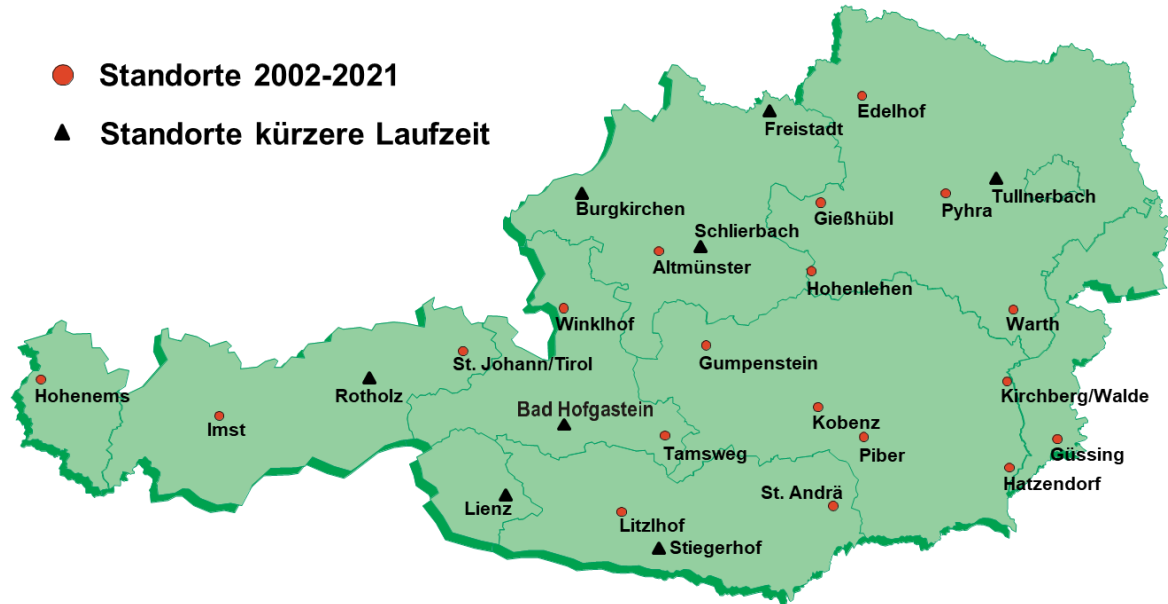 Standorte 2002-2021
Standorte kürzere Laufzeit
Edelhof
Freistadt
Tullnerbach
Burgkirchen
Pyhra
Gießhübl
Schlierbach
Altmünster
Hohenlehen
Winklhof
Warth
St. Johann/Tirol
Gumpenstein
Hohenems
Rotholz
Kirchberg/Walde
Bad Hofgastein
Imst
Kobenz
Tamsweg
Piber
Güssing
Hatzendorf
St. Andrä
Lienz
Litzlhof
Stiegerhof